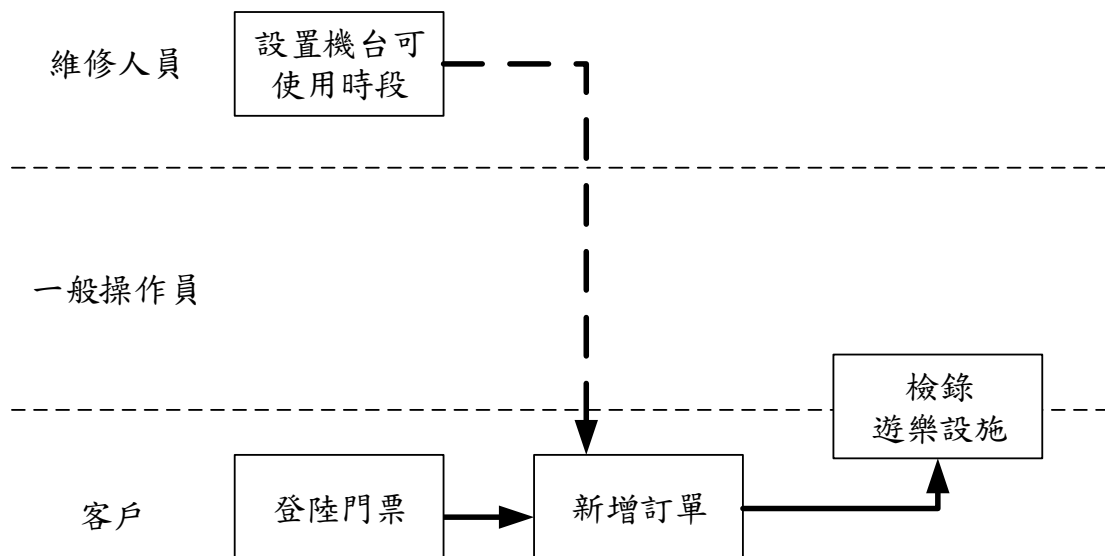 維修人員
設置機台可
使用時段
一般操作員
檢錄
遊樂設施
客戶
登陸門票
新增訂單